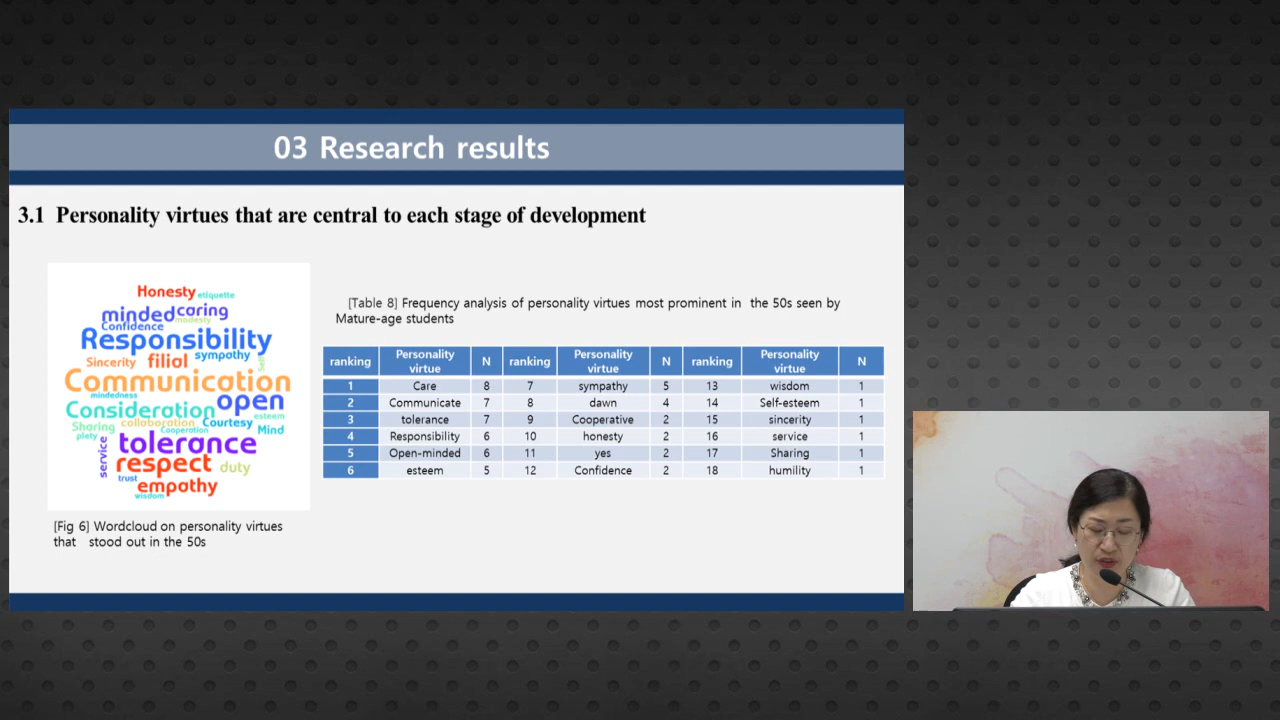 03 Research results
3.1 Personality virtues that are central to each stage of development
Honesty etiquette
minded caring
Confidence modesty
Responsibility
Sincerity filial sympathy Self
Communication
mindedness open
Consideration esteem
Sharing collaboration Courtesy
piety Cooperation Mind
service tolerance
respect duty
trust empathy
wisdom
[Fig 6] Wordcloud on personality virtues
that stood out in the 50s
[Table 8] Frequency analysis of personality virtues most prominent in the 50s seen by
Mature-age students
ranking Personality virtue N ranking Personality virtue N ranking Personality virtue N
1 Care 8 7 sympathy 5 13 wisdom 1
2 Communicate 7 8 dawn 4 14 Self-esteem 1
3 tolerance 7 9 Cooperative 2 15 sincerity 1
4 Responsibility 6 10 honesty 2 16 service 1
5 Open-minded 6 11 yes 2 17 Sharing 1
6 esteem 5 12 Confidence 2 18 humility 1